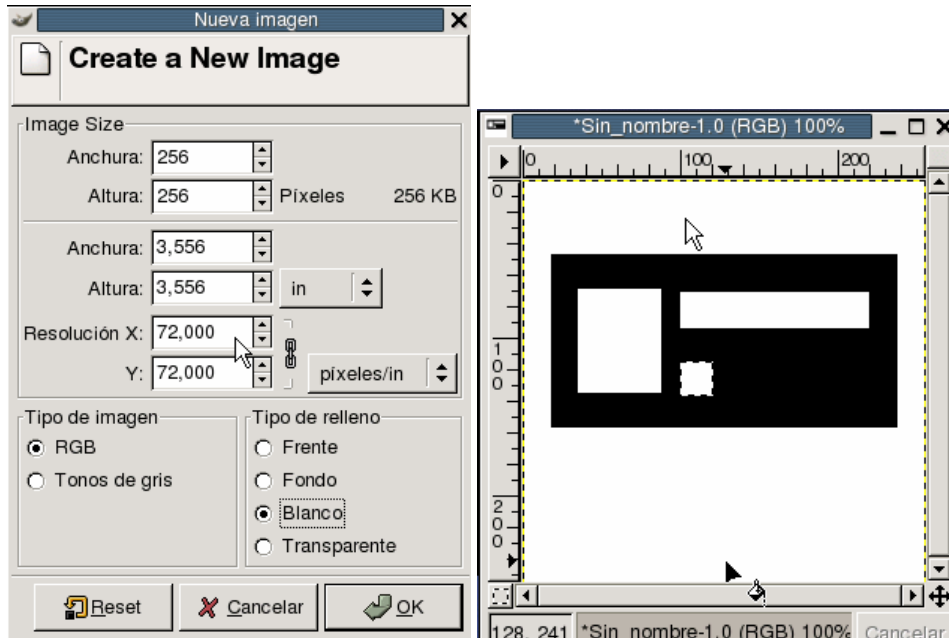 Nueva imagen
Create a New Image
Image Size
Anchura: 256
Altura: 256 Píxeles 256 KB
Anchura: 3,556
Altura: 3,556 in
Resolución X: 72,000
Y: 72,000 píxeles/in
Tipo de imagen
RGB
Tonos de gris
Tipo de relleno
Frente
Fondo
Blanco
Transparente
Reset Cancelar OK
*Sin_nombre-1.0 (RGB) 100%
0 100 200
0
100
200
128, 241 *Sin_nombre-1.0 (RGB) 100% Cancelar